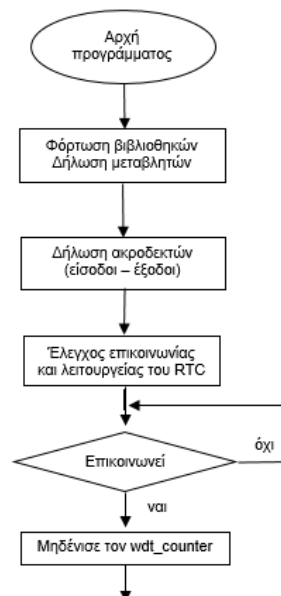 Αρχή
προγράμματος
Φόρτωση βιβλιοθηκών
Δήλωση μεταβλητών
Δήλωση ακροδεκτών
(είσοδοι – έξοδοι)
Έλεγχος επικοινωνίας
και λειτουργείας του RTC
Επικοινωνεί
όχι
ναι
Μηδένισε τον wdt_counter